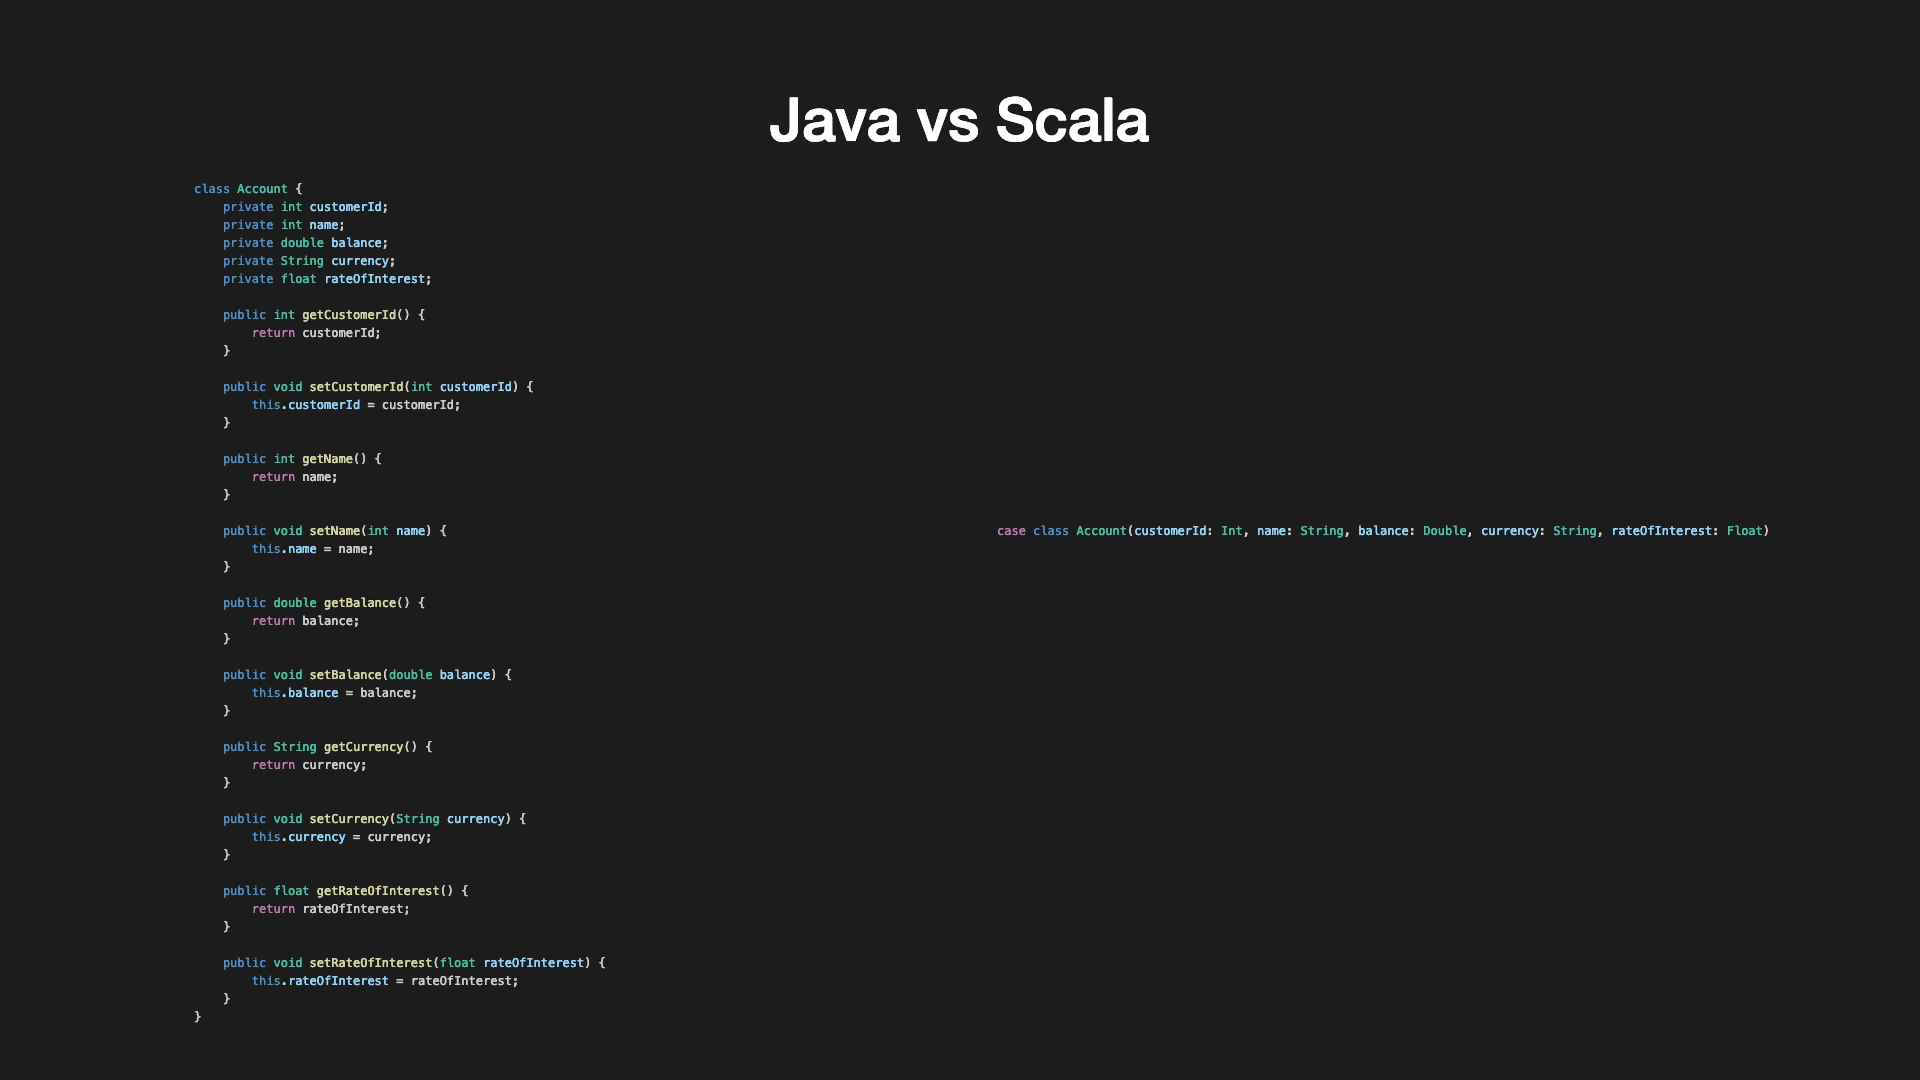 Java vs Scala
class Account {
    private int customerId;
    private int name;
    private double balance;
    private String currency;
    private float rateOfInterest;

    public int getCustomerId() {
        return customerId;
    }

    public void setCustomerId(int customerId) {
        this.customerId = customerId;
    }

    public int getName() {
        return name;
    }

    public void setName(int name) {
        this.name = name;
    }

    public double getBalance() {
        return balance;
    }

    public void setBalance(double balance) {
        this.balance = balance;
    }

    public String getCurrency() {
        return currency;
    }

    public void setCurrency(String currency) {
        this.currency = currency;
    }

    public float getRateOfInterest() {
        return rateOfInterest;
    }

    public void setRateOfInterest(float rateOfInterest) {
        this.rateOfInterest = rateOfInterest;
    }
}
case class Account(customerId: Int, name: String, balance: Double, currency: String, rateOfInterest: Float)